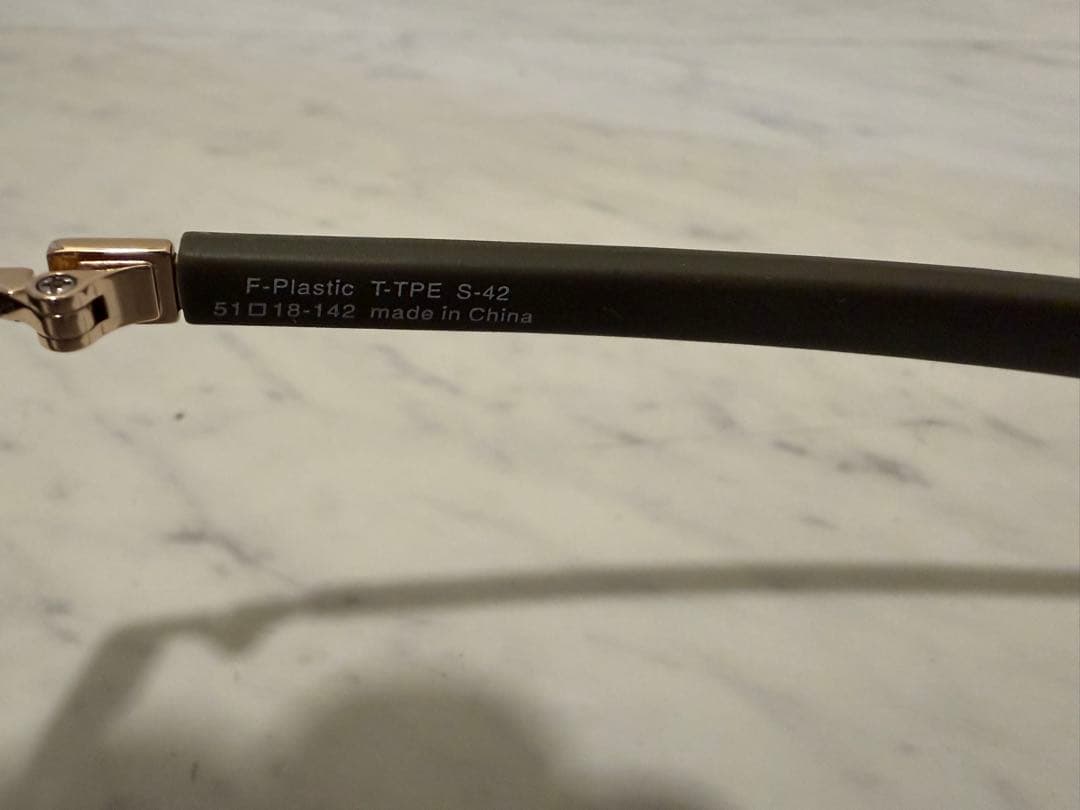 F-Plastic T-TPE S-42
51□18-142 made in China